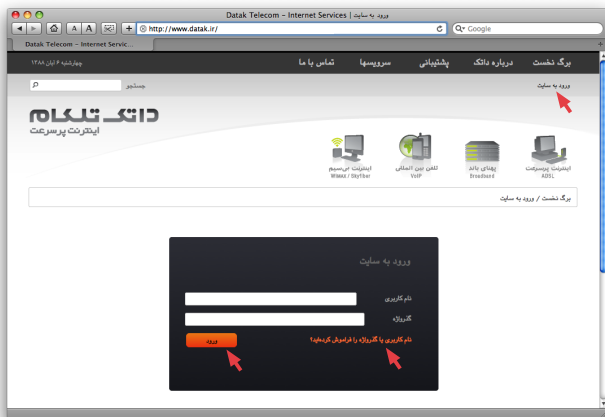 Datak Telecom – Internet Services | ورود به سایت
A A + http://www.datak.ir/ Google
Datak Telecom – Internet Servic...
برگ نخست درباره داتک پشتیبانی سرویسها تماس با ما چهارشنبه ۶ آبان ۱۳۸۸
ورود به سایت
جستجو
داتک تلکام
اینترنت پرسرعت
اینترنت پرسرعت پهنای باند تلفن بین المللی اینترنت بی‌سیم
ADSL Broadband VoIP WiMAX / Skyfiber
برگ نخست / ورود به سایت
ورود به سایت
نام کاربری
گذرواژه
نام کاربری یا گذرواژه را فراموش کرده‌اید؟
ورود